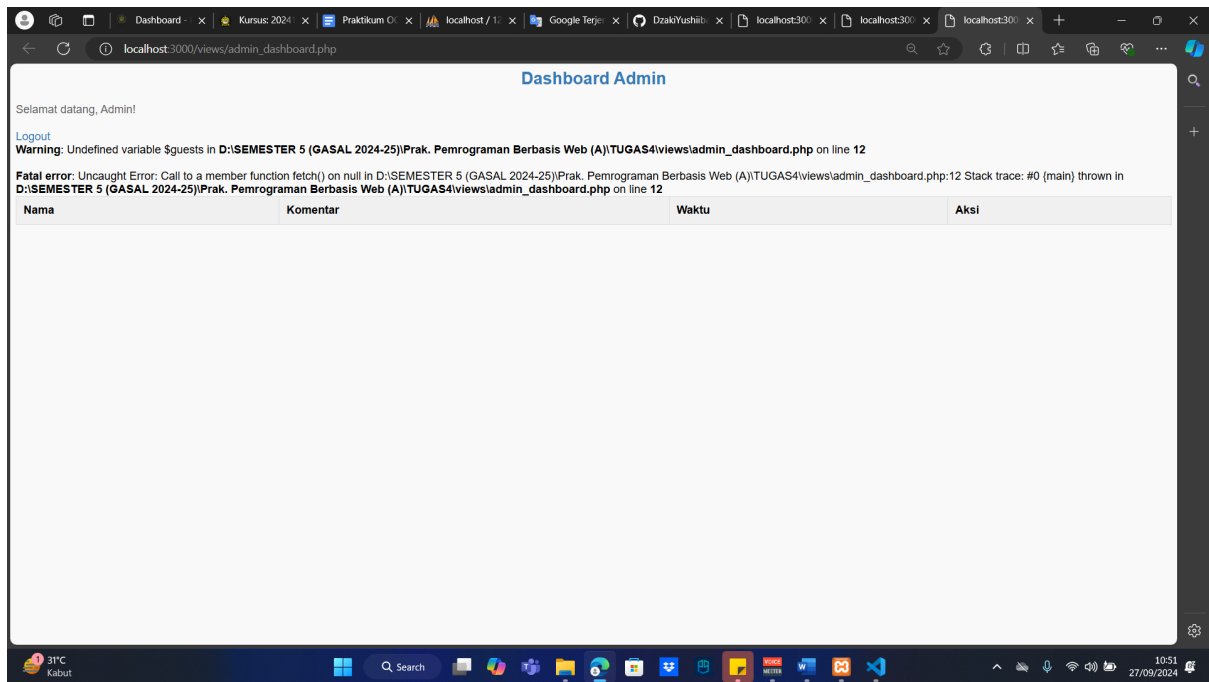 Dashboard -
Kursus: 2024
Praktikum OO
localhost / 12
Google Terje
DzakiYushiib
localhost:300
localhost:300
localhost:300
localhost:3000/views/admin_dashboard.php
Dashboard Admin
Selamat datang, Admin!
Logout
Warning: Undefined variable $guests in D:\SEMESTER 5 (GASAL 2024-25)\Prak. Pemrograman Berbasis Web (A)\TUGAS4\views\admin_dashboard.php on line 12
Fatal error: Uncaught Error: Call to a member function fetch() on null in D:\SEMESTER 5 (GASAL 2024-25)\Prak. Pemrograman Berbasis Web (A)\TUGAS4\views\admin_dashboard.php:12 Stack trace: #0 {main} thrown in
D:\SEMESTER 5 (GASAL 2024-25)\Prak. Pemrograman Berbasis Web (A)\TUGAS4\views\admin_dashboard.php on line 12
Nama Komentar Waktu Aksi
1
31°C
Kabut
Search
VOICE
MEETER
10:51
27/09/2024